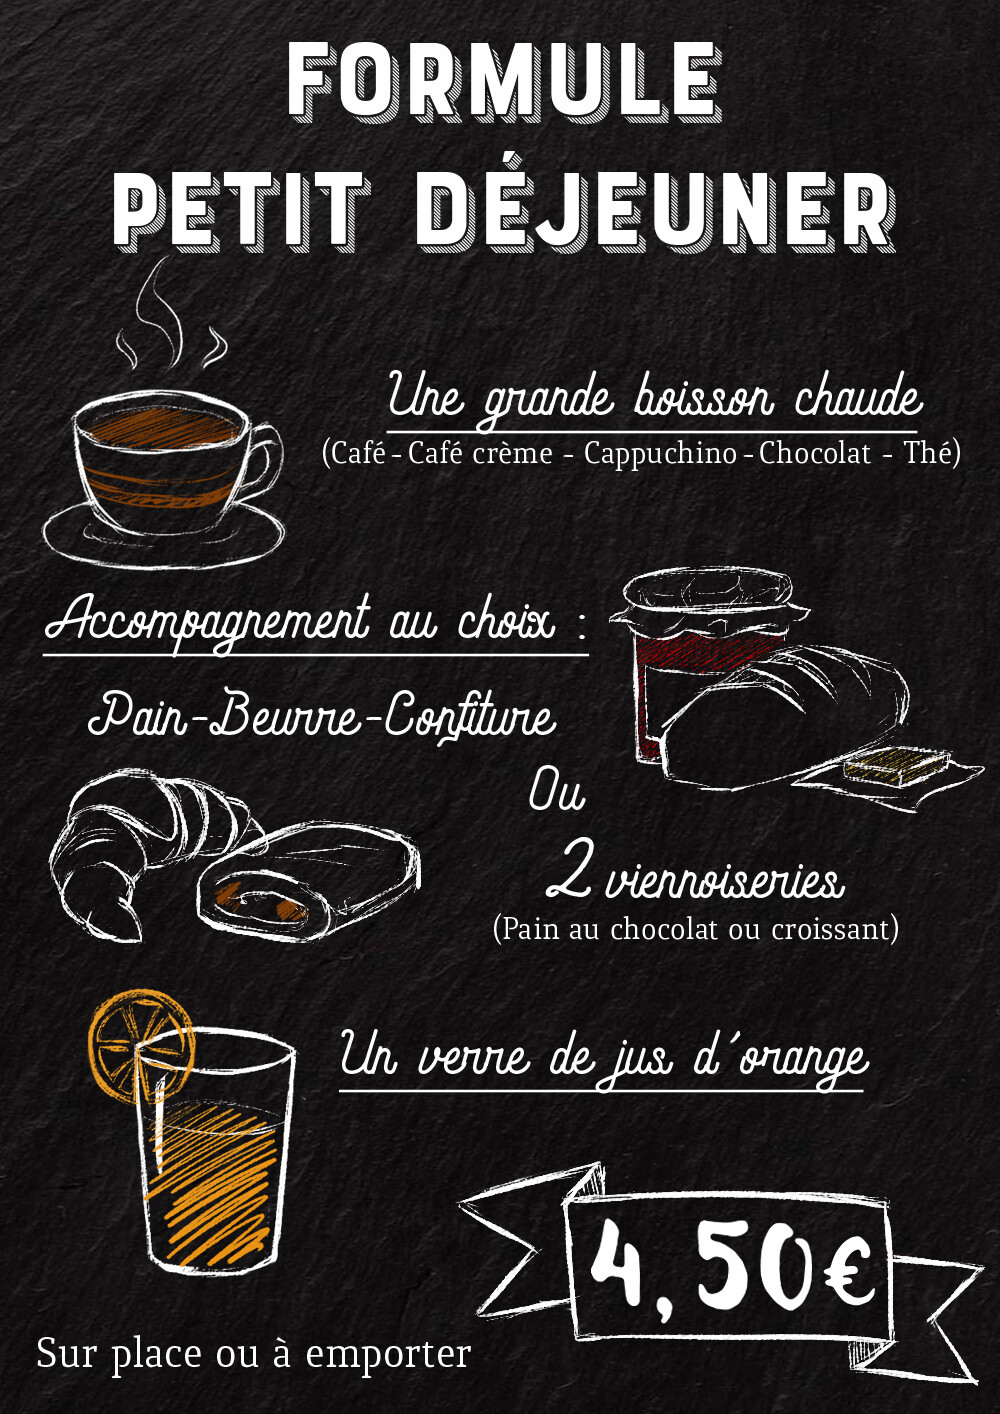 FORMULE
PETIT DÉJEUNER
Une grande boisson chaude
(Café - Café crème - Cappuchino - Chocolat - Thé)
Accompagnement au choix :
Pain-Beurre-Confiture
Ou
2 viennoiseries
(Pain au chocolat ou croissant)
Un verre de jus d'orange
4,50€
Sur place ou à emporter